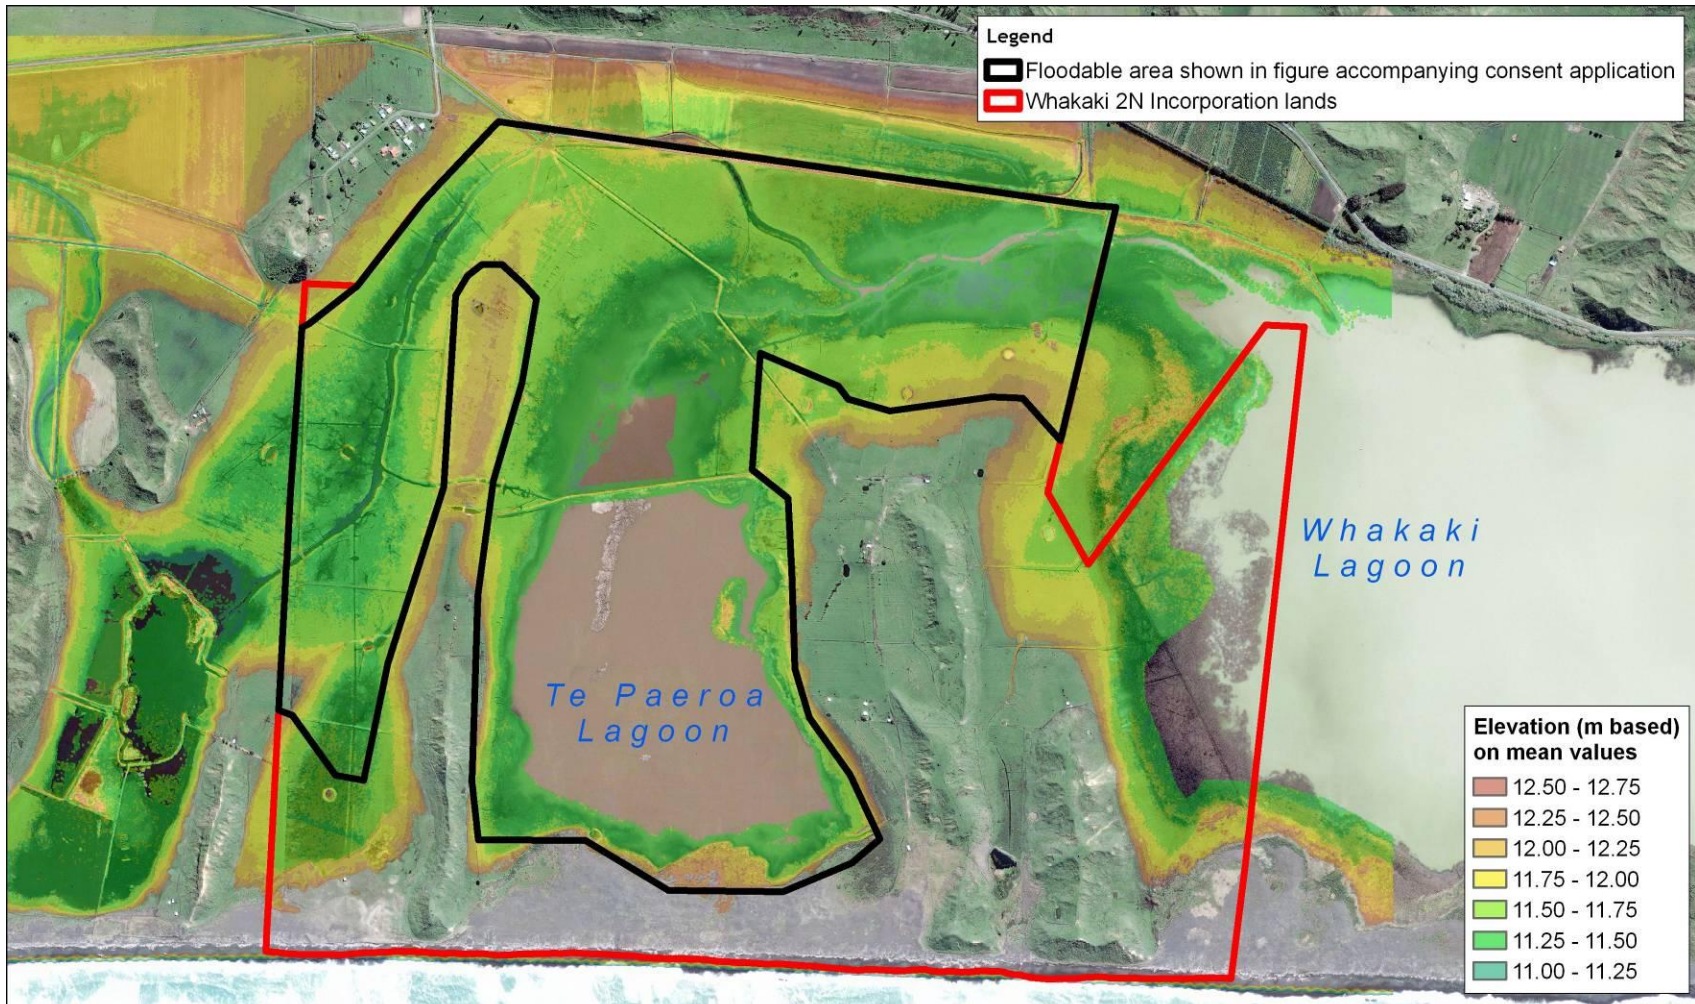 Legend
Floodable area shown in figure accompanying consent application
Whakaki 2N Incorporation lands
Whakaki
Lagoon
Te Paeroa
Lagoon
Elevation (m based)
on mean values
12.50 - 12.75
12.25 - 12.50
12.00 - 12.25
11.75 - 12.00
11.50 - 11.75
11.25 - 11.50
11.00 - 11.25